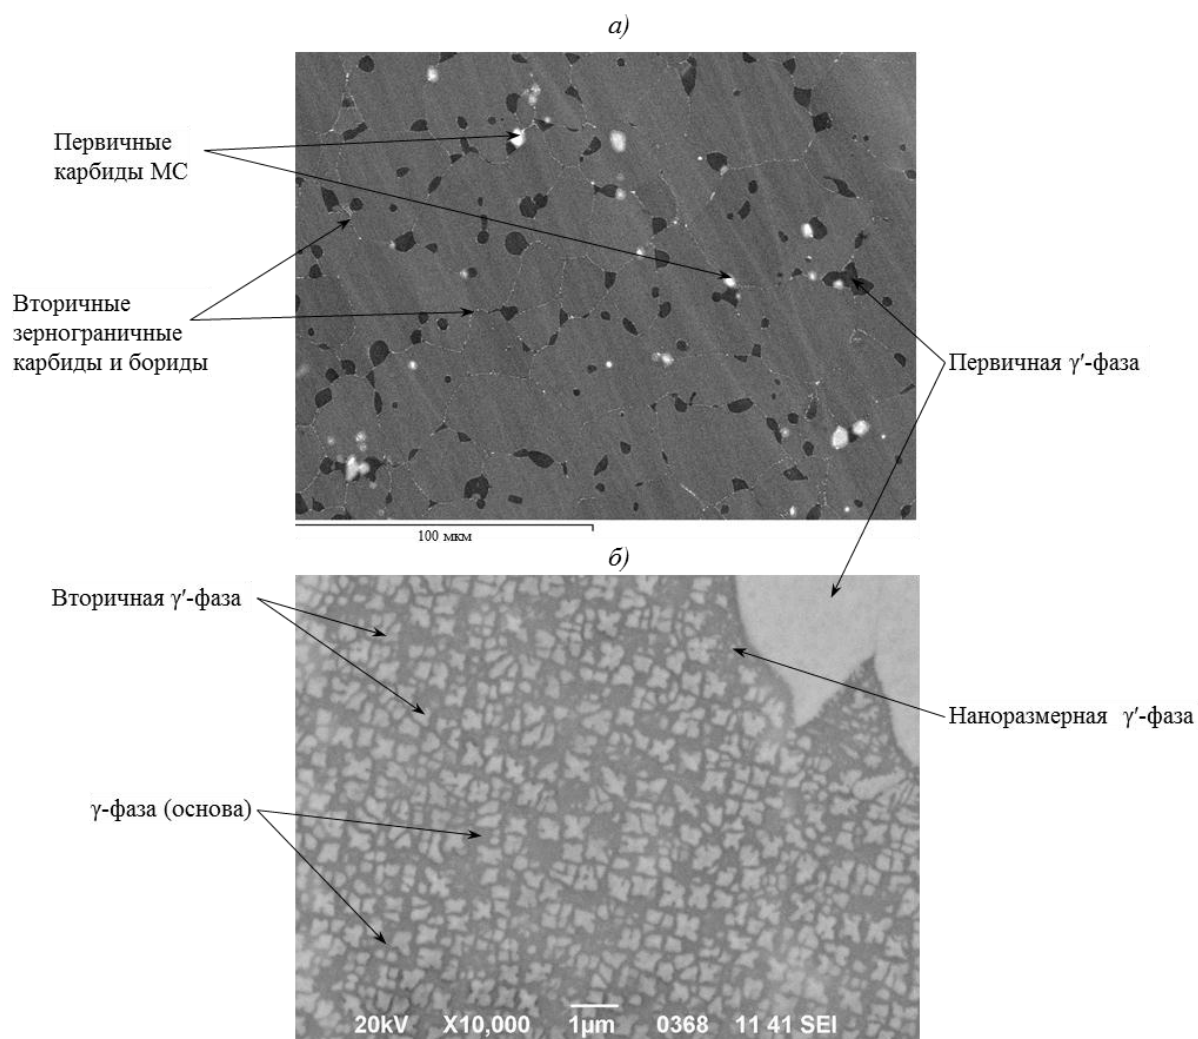 а)
Первичные
карбиды МС
Вторичные
зернограничные
карбиды и бориды
Первичная γ′-фаза
100 мкм
б)
Вторичная γ′-фаза
Наноразмерная γ′-фаза
γ-фаза (основа)
20kV X10,000 1µm 0368 11 41 SEI